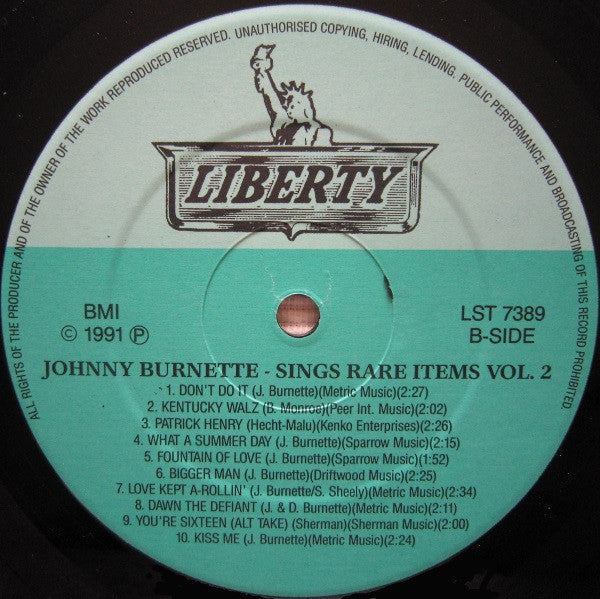 ALL RIGHTS OF THE PRODUCER AND OF THE OWNER OF THE WORK REPRODUCED RESERVED. UNAUTHORISED COPYING, HIRING, LENDING. PUBLIC PERFORMANCE AND BROADCASTING OF THIS RECORD PROHIBITED.
LIBERTY
BMI
© 1991 Ⓟ
LST 7389
B-SIDE
JOHNNY BURNETTE - SINGS RARE ITEMS VOL. 2
1. DON'T DO IT (J. Burnette)(Metric Music)(2:27)
2. KENTUCKY WALZ (B. Monroe)(Peer Int. Music)(2:02)
3. PATRICK HENRY (Hecht-Malu)(Kenko Enterprises)(2:26)
4. WHAT A SUMMER DAY (J. Burnette)(Sparrow Music)(2:15)
5. FOUNTAIN OF LOVE (J. Burnette)(Sparrow Music)(1:52)
6. BIGGER MAN (J. Burnette)(Driftwood Music)(2:25)
7. LOVE KEPT A-ROLLIN' (J. Burnette/S. Sheely)(Metric Music)(2:34)
8. DAWN THE DEFIANT (J. & D. Burnette)(Metric Music)(2:11)
9. YOU'RE SIXTEEN (ALT TAKE) (Sherman)(Sherman Music)(2:00)
10. KISS ME (J. Burnette)(Metric Music)(2:24)